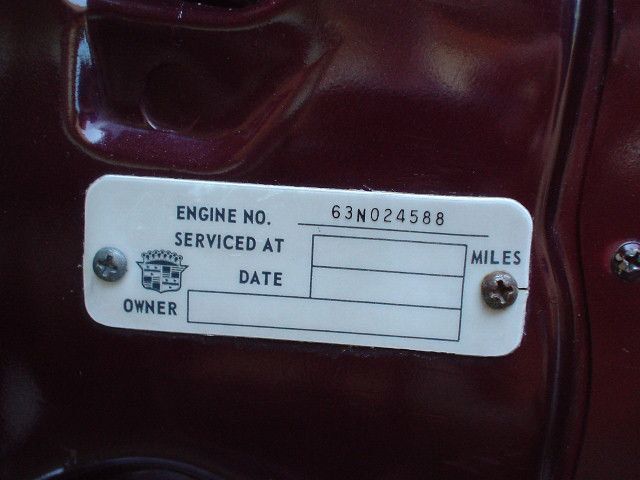 ENGINE NO. 63N024588
SERVICED AT MILES
DATE
OWNER